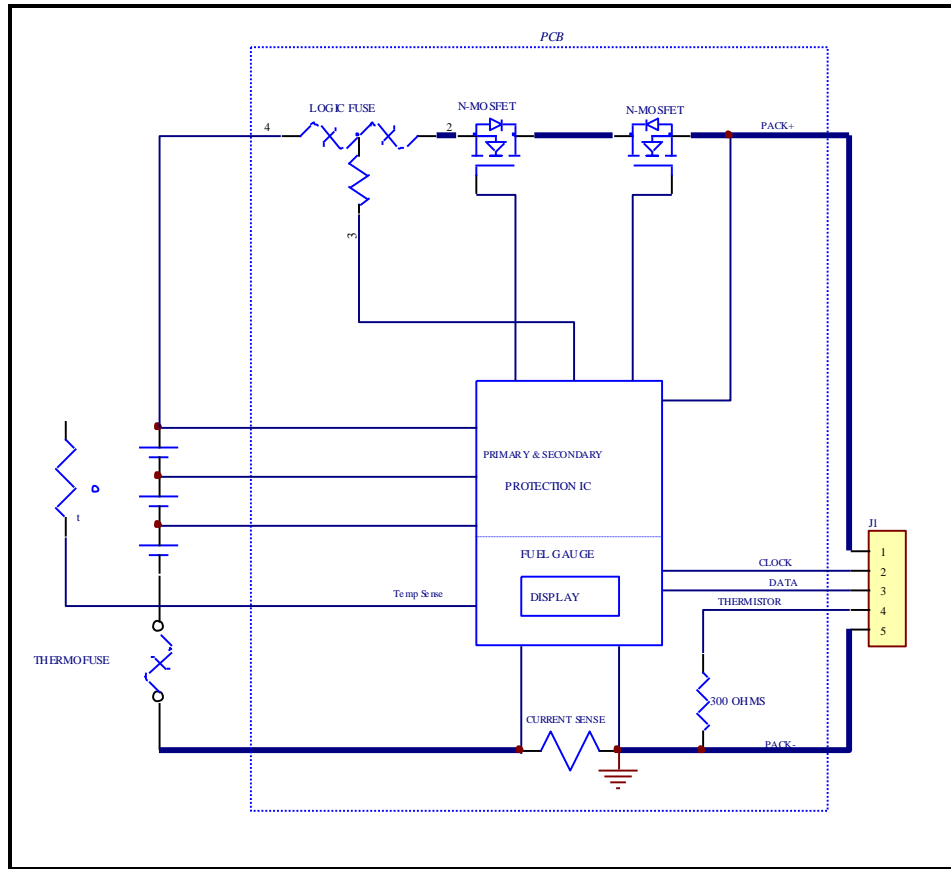 PCB
LOGIC FUSE
N-MOSFET
N-MOSFET
4
2
PACK+
3
PRIMARY & SECONDARY
PROTECTION IC
J1
t
FUEL GAUGE
1
CLOCK
2
DATA
3
Temp Sense
DISPLAY
THERMISTOR
4
5
THERMOFUSE
300 OHMS
CURRENT SENSE
PACK-